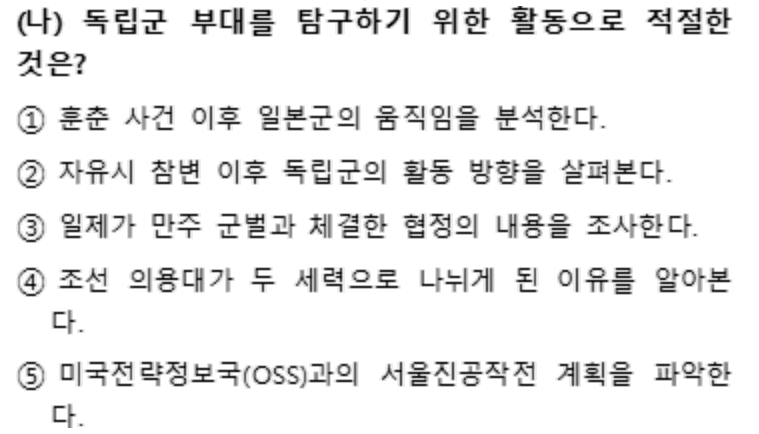 (나) 독립군 부대를 탐구하기 위한 활동으로 적절한
것은?
① 훈춘 사건 이후 일본군의 움직임을 분석한다.
② 자유시 참변 이후 독립군의 활동 방향을 살펴본다.
③ 일제가 만주 군벌과 체결한 협정의 내용을 조사한다.
④ 조선 의용대가 두 세력으로 나뉘게 된 이유를 알아본
다.
⑤ 미국전략정보국(OSS)과의 서울진공작전 계획을 파악한
다.